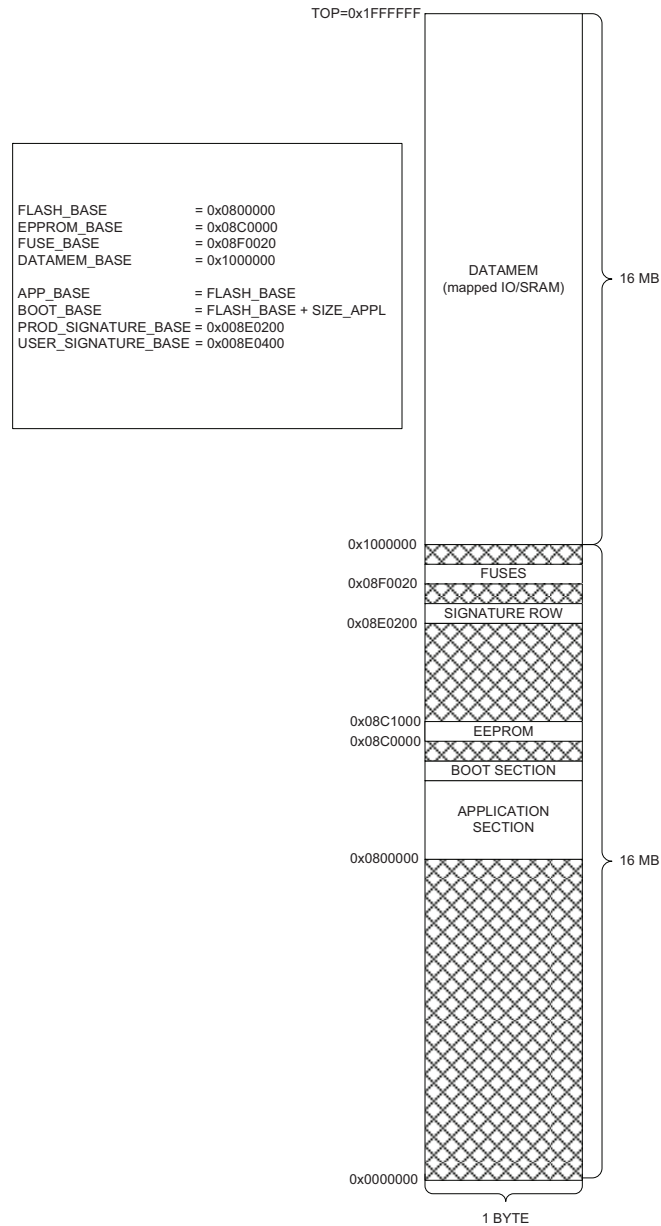 TOP=0x1FFFFFF
FLASH_BASE = 0x0800000
EPPROM_BASE = 0x08C0000
FUSE_BASE = 0x08F0020
DATAMEM_BASE = 0x1000000
APP_BASE = FLASH_BASE
BOOT_BASE = FLASH_BASE + SIZE_APPL
PROD_SIGNATURE_BASE = 0x008E0200
USER_SIGNATURE_BASE = 0x008E0400
DATAMEM
(mapped IO/SRAM)
16 MB
0x1000000
FUSES
0x08F0020
SIGNATURE ROW
0x08E0200
0x08C1000
EEPROM
0x08C0000
BOOT SECTION
APPLICATION
SECTION
0x0800000
16 MB
0x0000000
1 BYTE